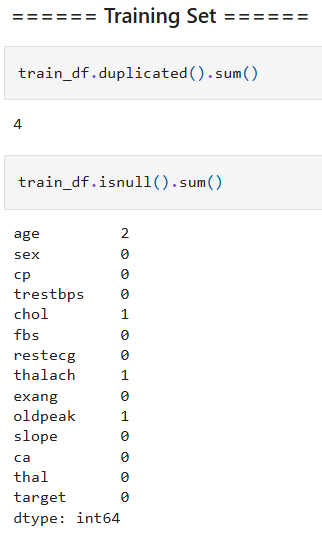 ====== Training Set ======
train_df.duplicated().sum()
4
train_df.isnull().sum()
age 2
sex 0
cp 0
trestbps 0
chol 1
fbs 0
restecg 0
thalach 1
exang 0
oldpeak 1
slope 0
ca 0
thal 0
target 0
dtype: int64